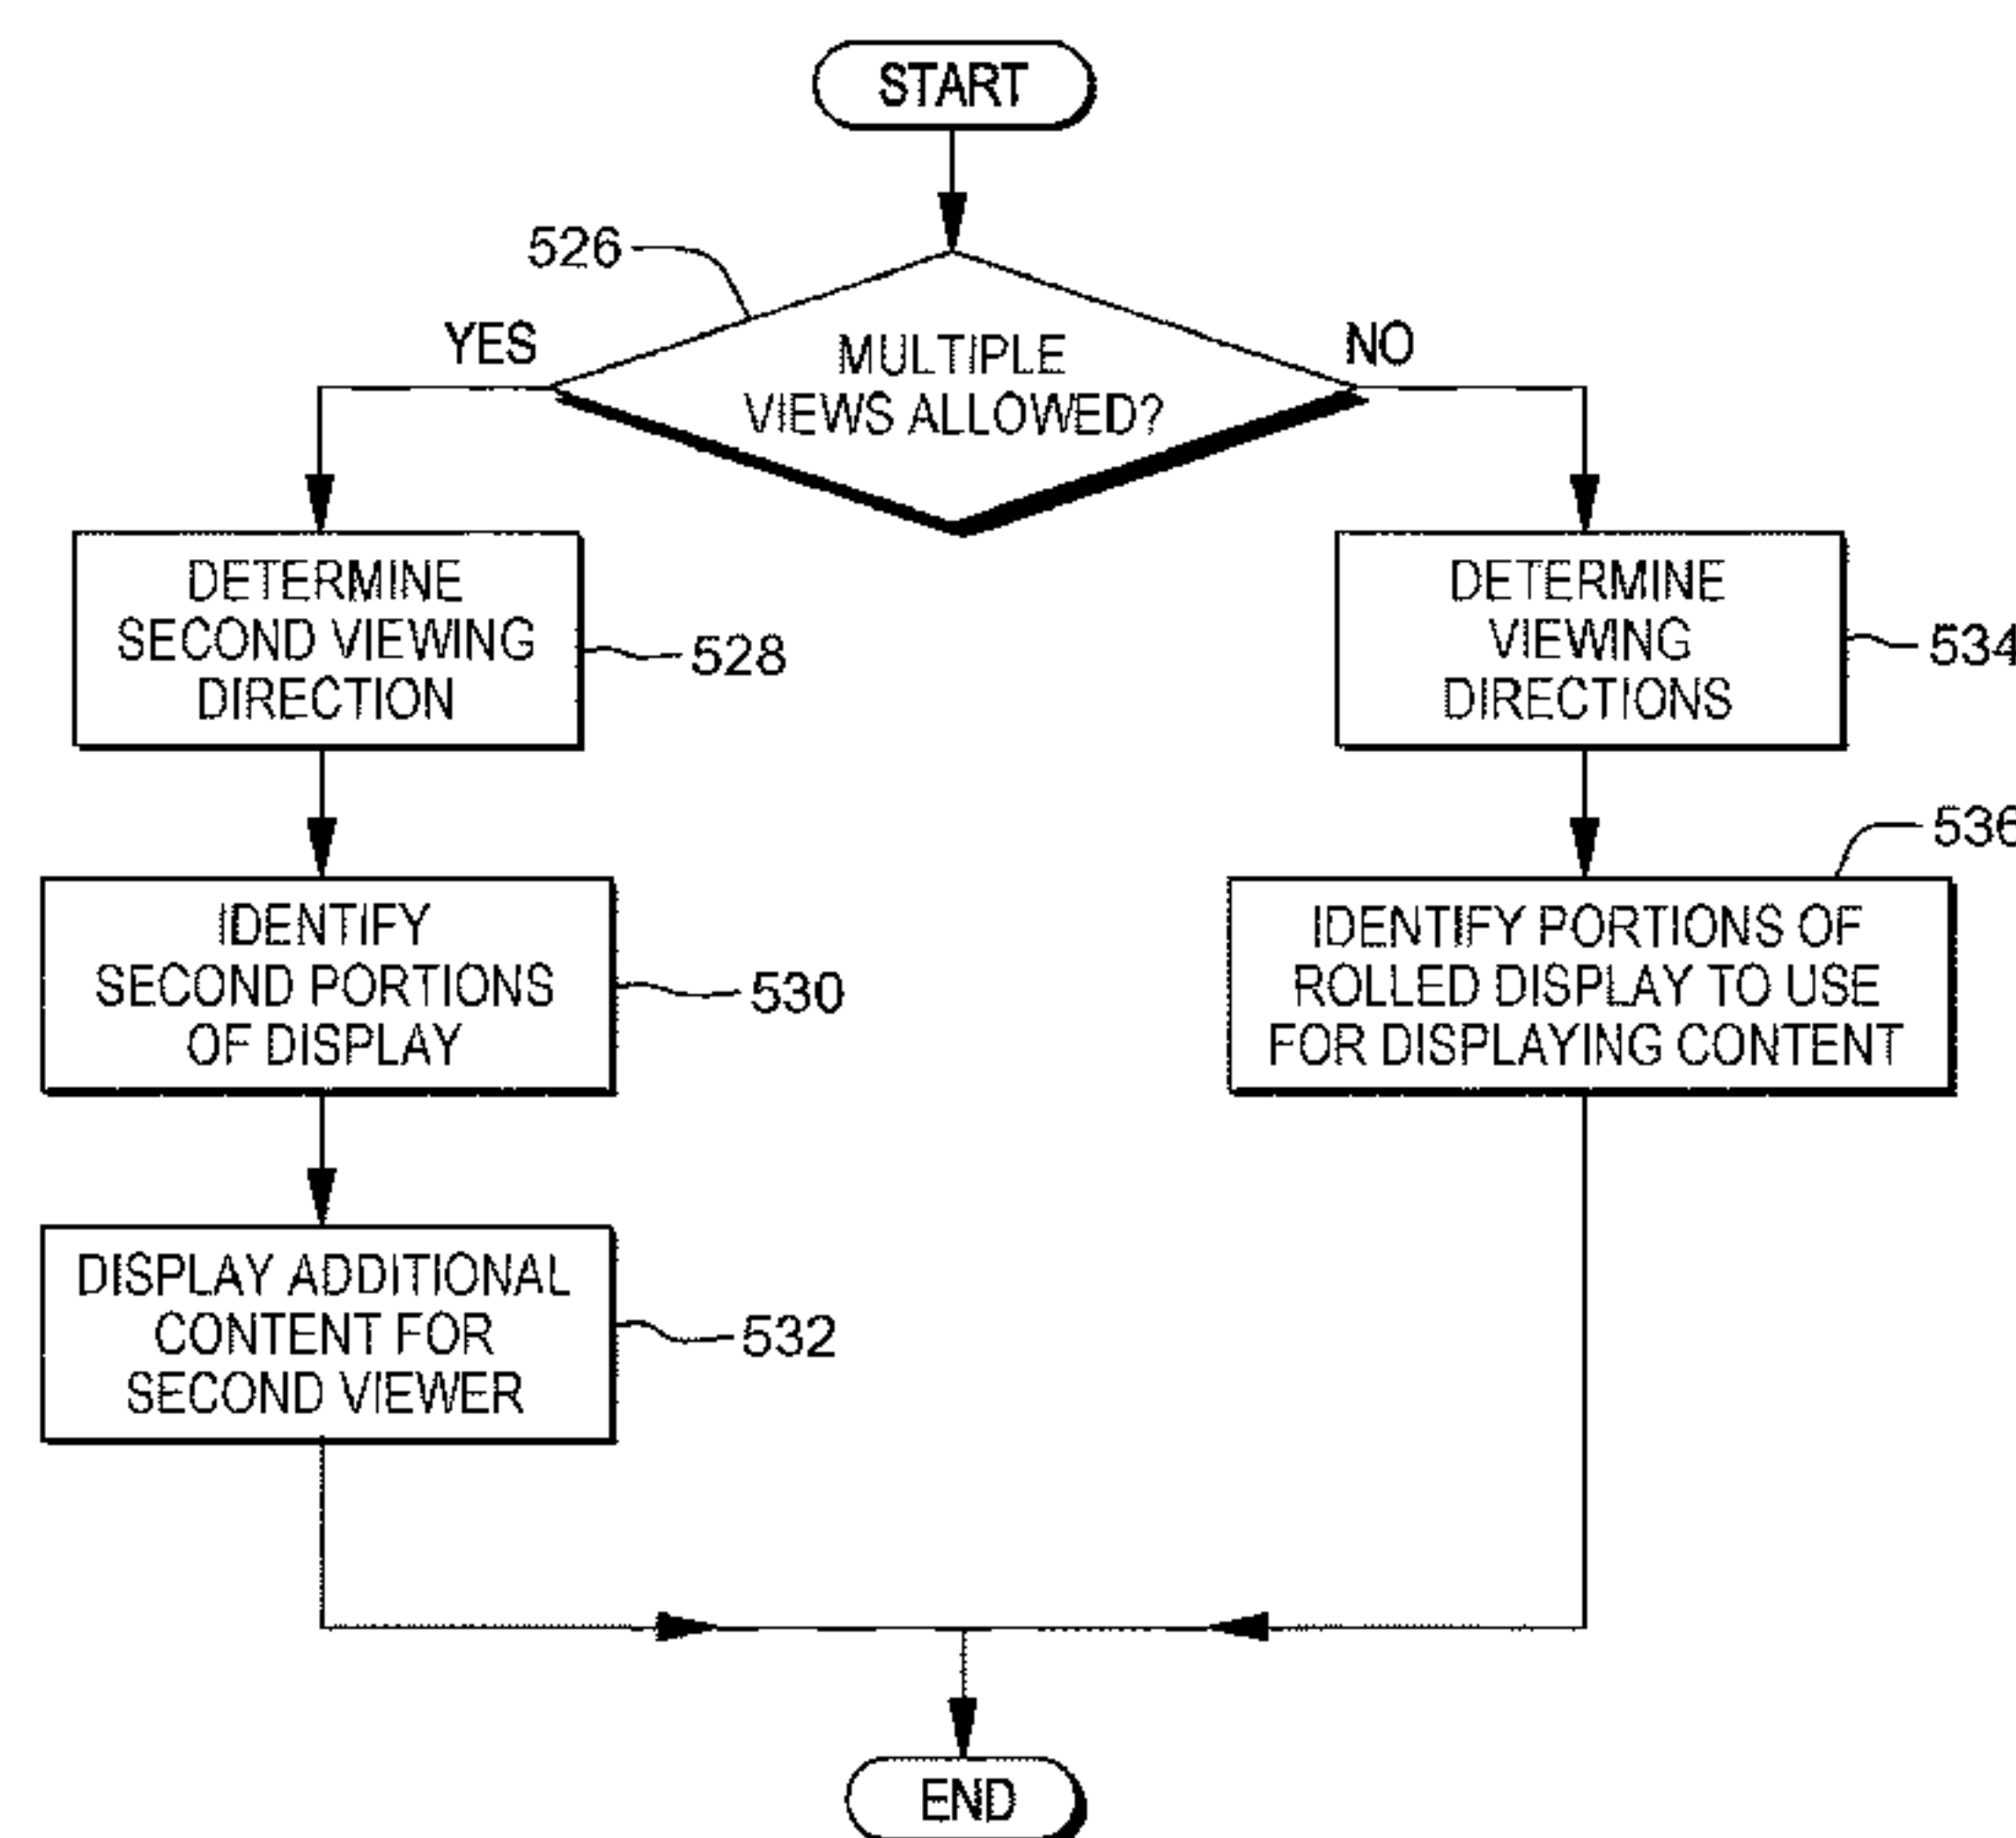 START
526
YES
MULTIPLE
VIEWS ALLOWED?
NO
DETERMINE
SECOND VIEWING
DIRECTION
528
DETERMINE
VIEWING
DIRECTIONS
534
IDENTIFY
SECOND PORTIONS
OF DISPLAY
530
536
IDENTIFY PORTIONS OF
ROLLED DISPLAY TO USE
FOR DISPLAYING CONTENT
DISPLAY ADDITIONAL
CONTENT FOR
SECOND VIEWER
532
END